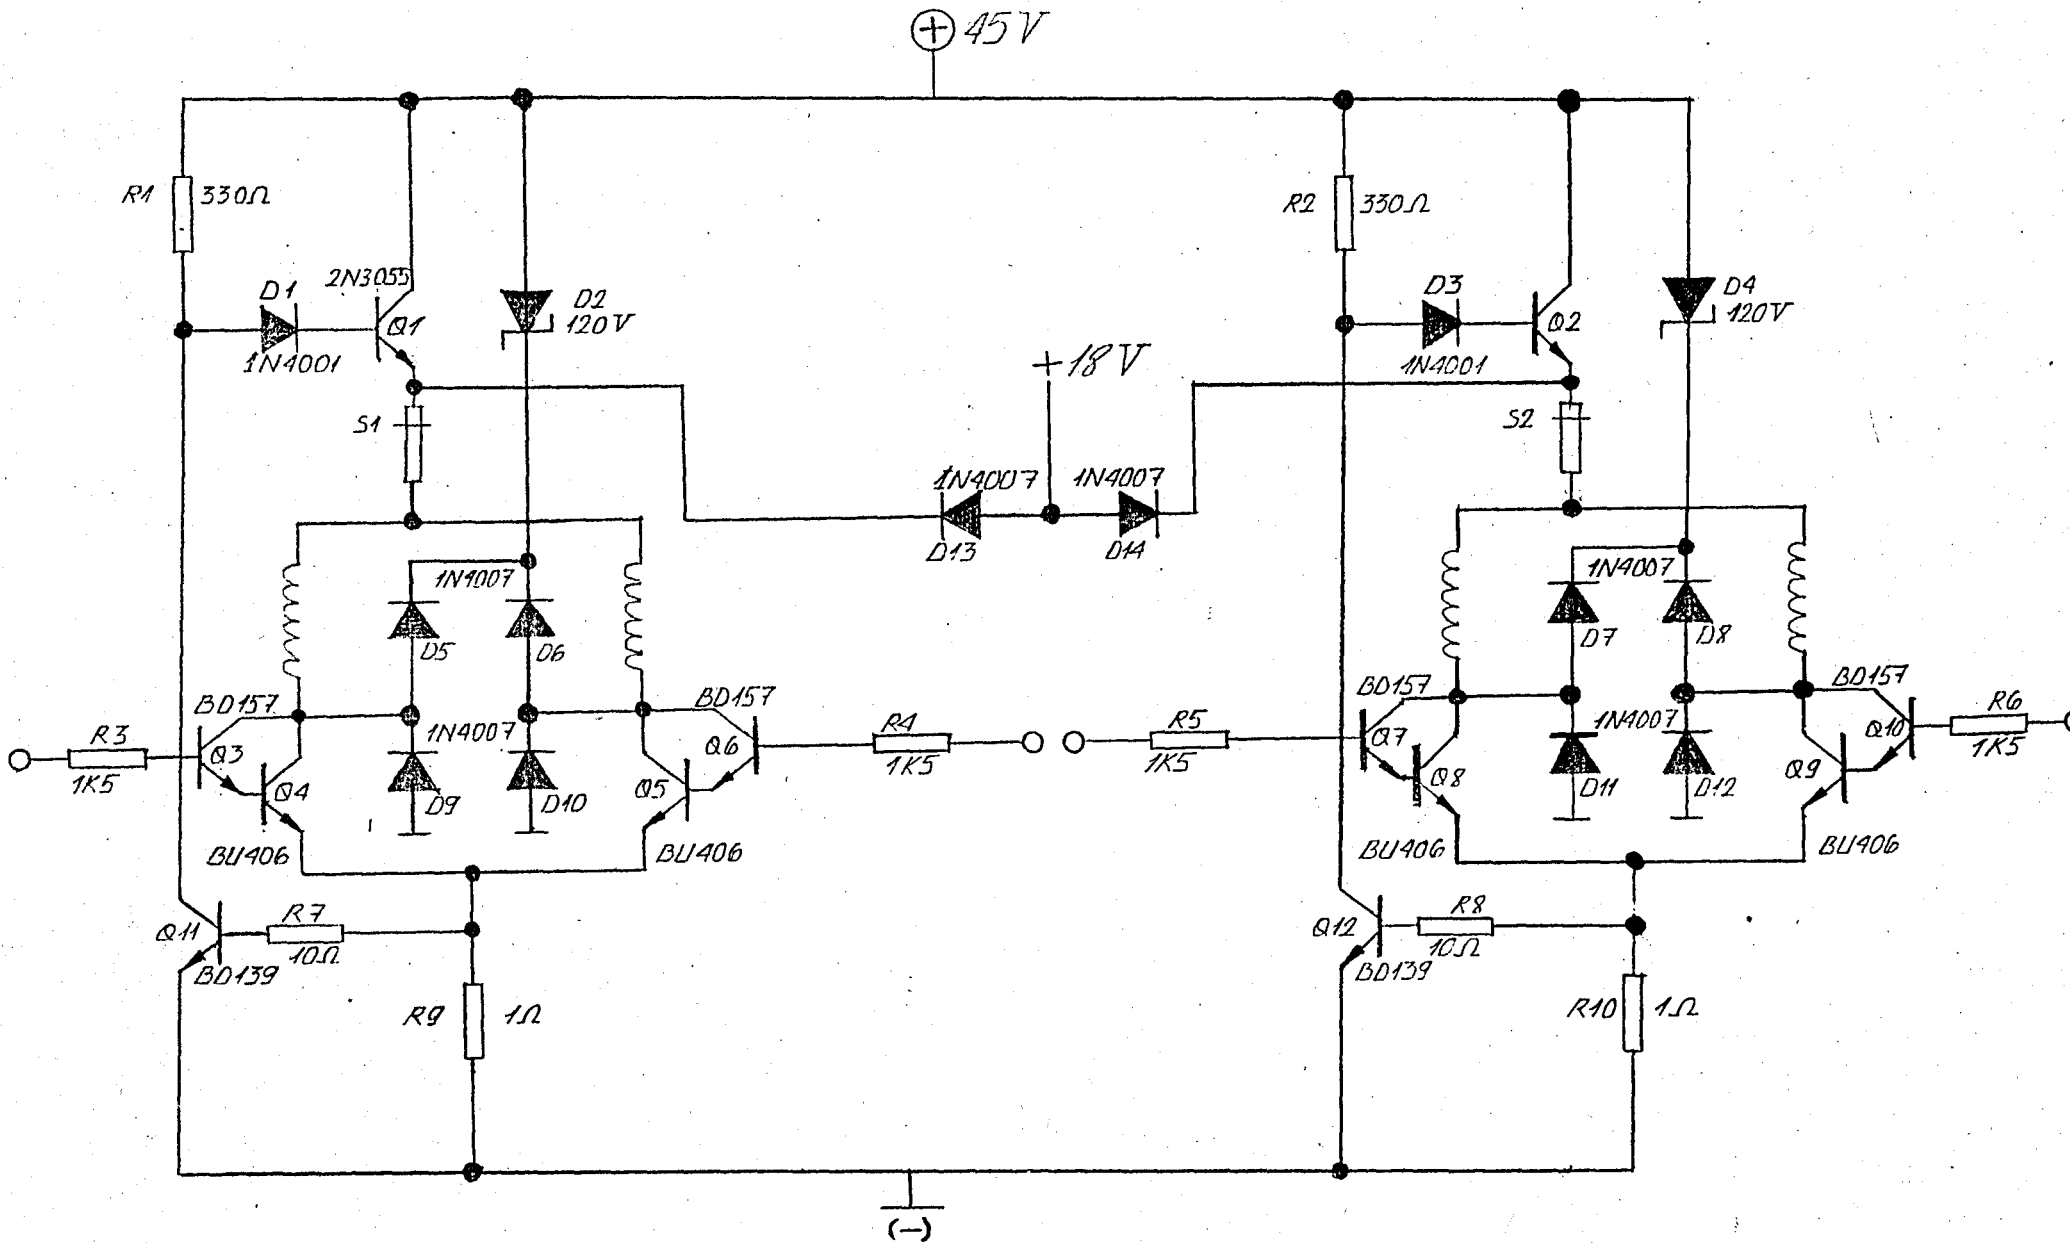 ⊕ 45V
R1 330Ω
R2 330Ω
2N3055
D1
Q1
1N4001
D2
120V
D3
Q2
1N4001
D4
120V
+18V
S1
S2
1N4007 1N4007
D13 D14
1N4007
D5 D6
1N4007
D7 D8
BD157
1N4007
BD157
BD157
1N4007
BD157
R3
1K5
Q3
Q4
D9
D10
Q5
Q6
R4
1K5
R5
1K5
Q7
Q8
D11
D12
Q9
Q10
R6
1K5
BU406
BU406
BU406
BU406
Q11
R7
10Ω
BD139
Q12
R8
10Ω
BD139
R9 1Ω
R10 1Ω
(-)